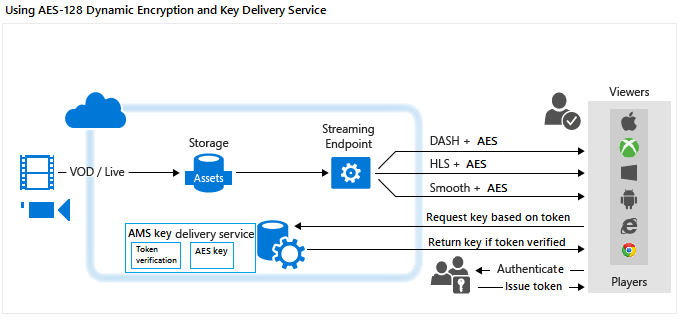 Using AES-128 Dynamic Encryption and Key Delivery Service
Viewers
Streaming
Endpoint
Storage
DASH + AES
VOD / Live
Assets
HLS + AES
Smooth + AES
Request key based on token
AMS key delivery service
Token
verification
AES key
Return key if token verified
Authenticate
Issue token
Players